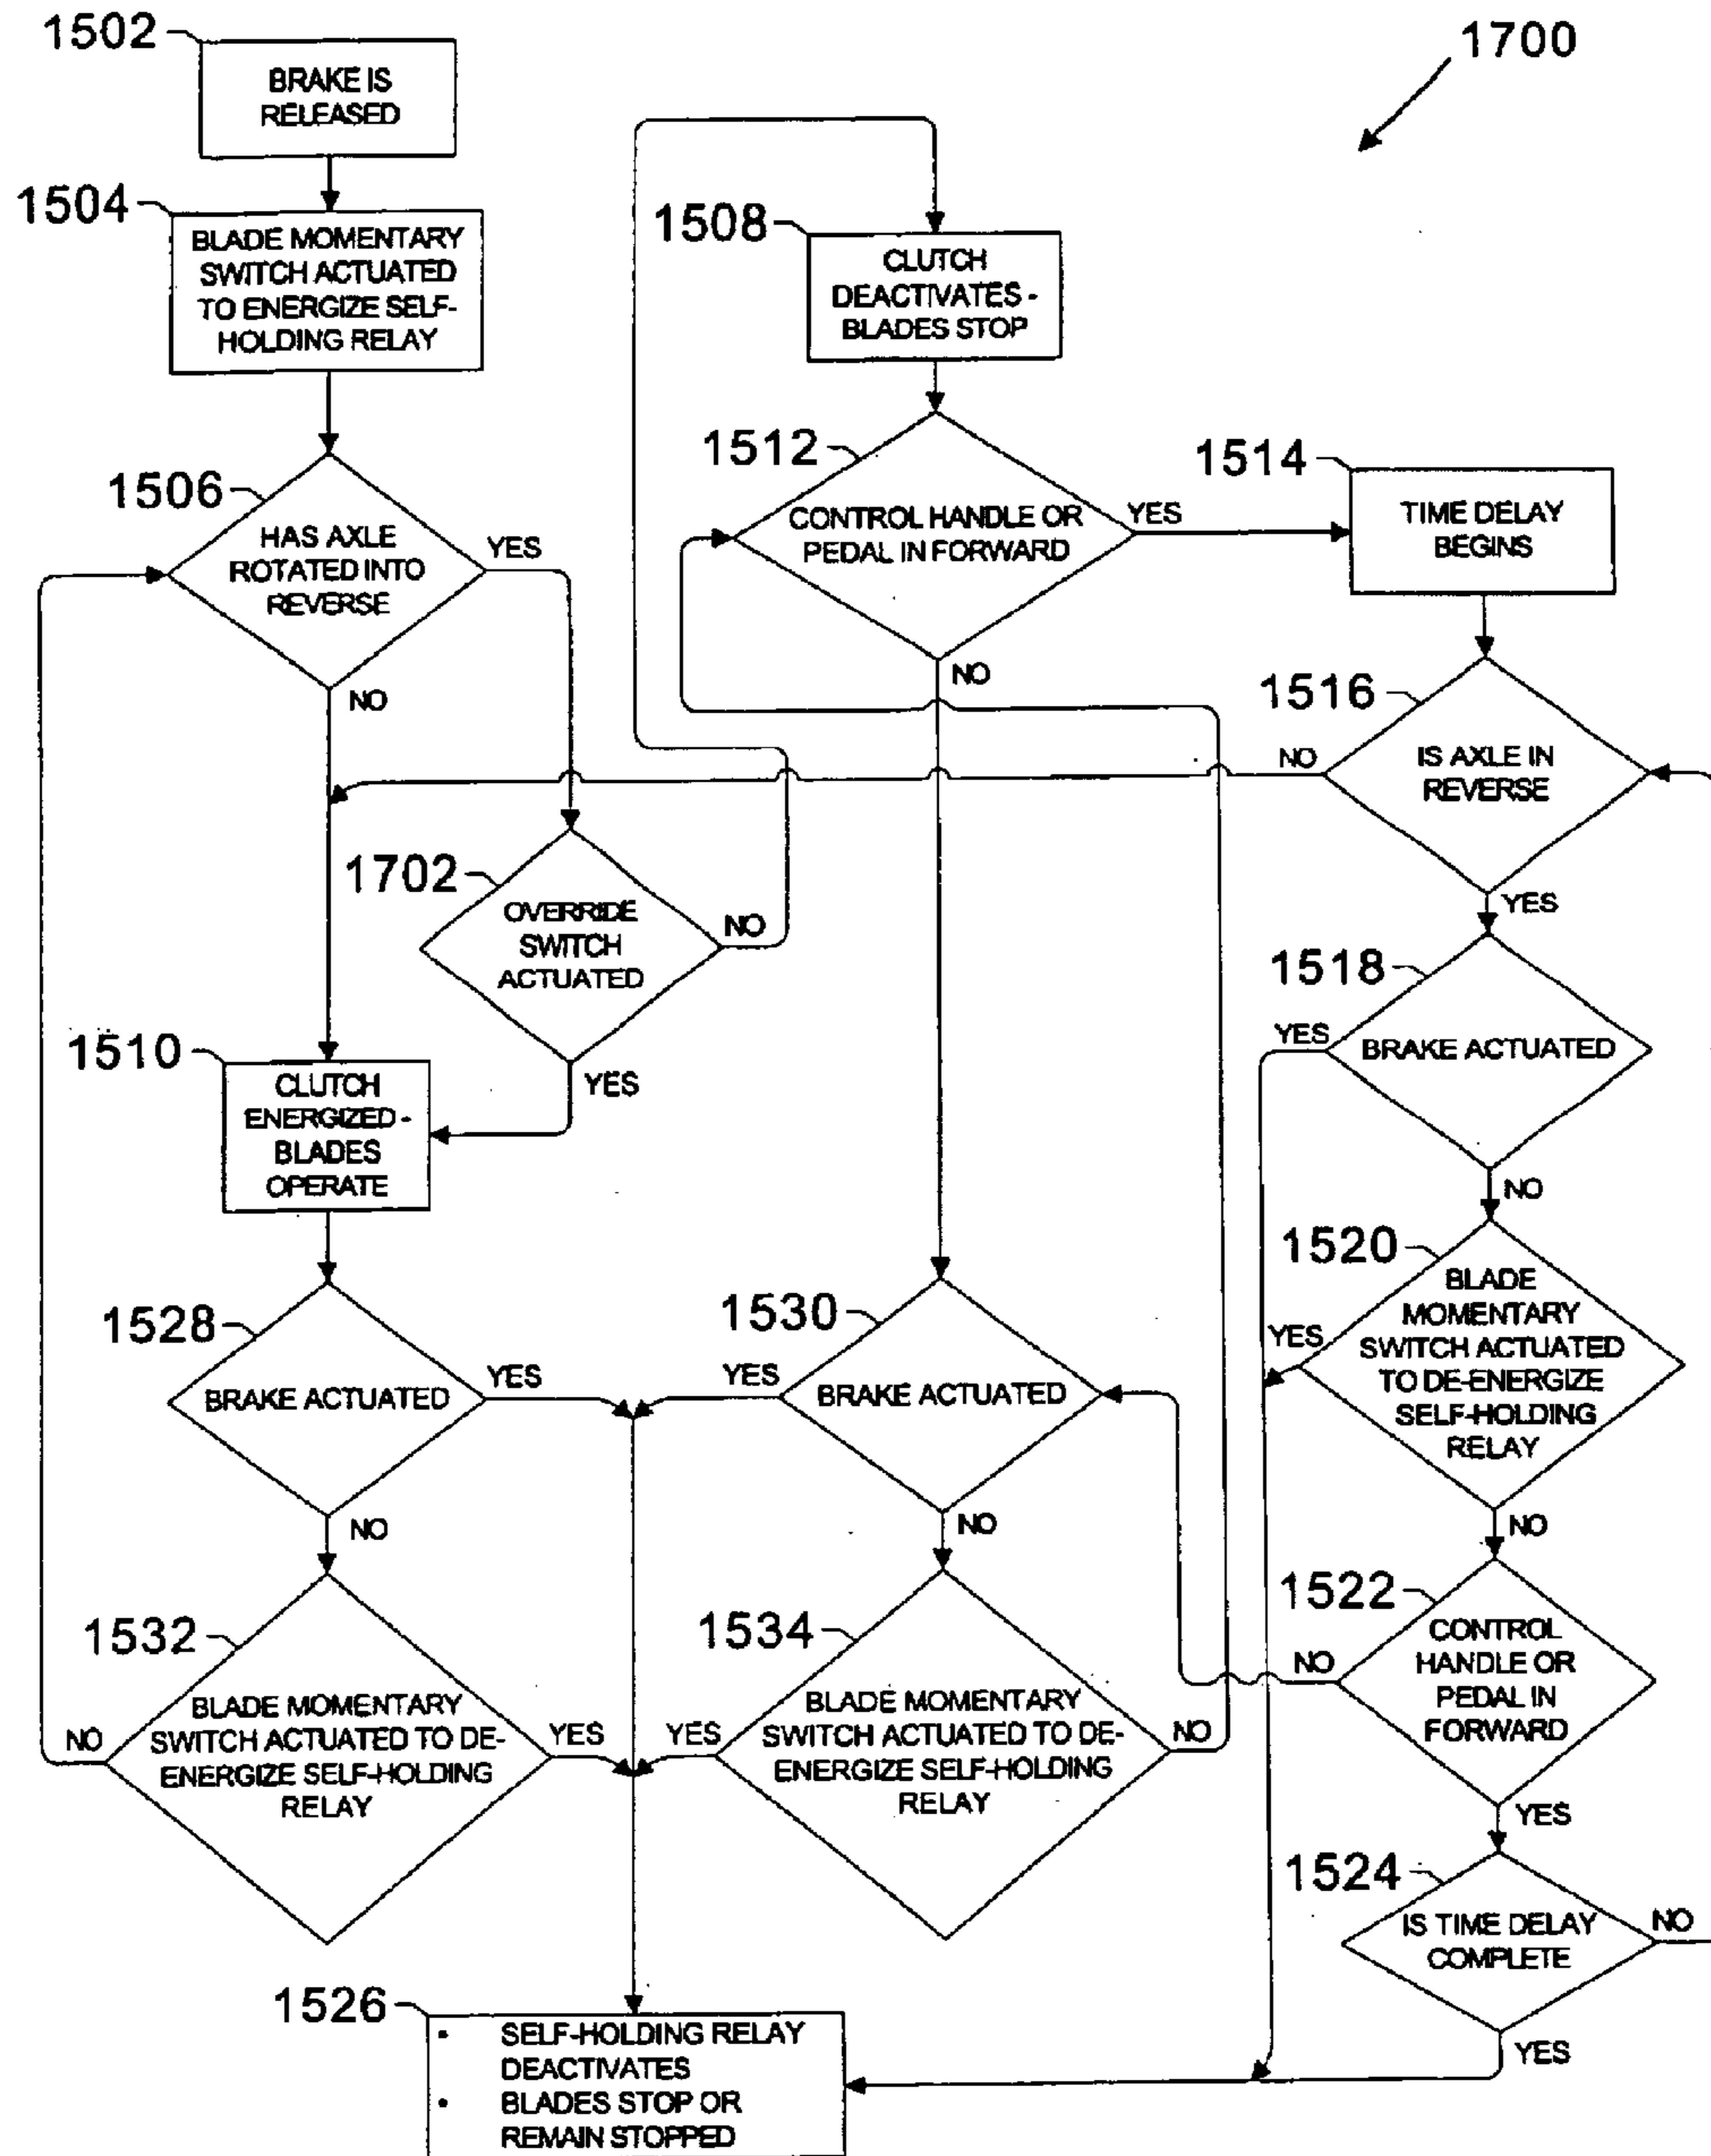 1700
1502
BRAKE IS
RELEASED
1504
BLADE MOMENTARY
SWITCH ACTUATED
TO ENERGIZE SELF-
HOLDING RELAY
1506
HAS AXLE
ROTATED INTO
REVERSE
YES
NO
1702
OVERRIDE
SWITCH
ACTUATED
NO
YES
1510
CLUTCH
ENERGIZED -
BLADES
OPERATE
1528
BRAKE ACTUATED
YES
NO
1532
BLADE MOMENTARY
SWITCH ACTUATED TO DE-
ENERGIZE SELF-HOLDING
RELAY
NO
YES
1508
CLUTCH
DEACTIVATES -
BLADES STOP
1512
CONTROL HANDLE OR
PEDAL IN FORWARD
YES
NO
1530
BRAKE ACTUATED
YES
NO
1534
BLADE MOMENTARY
SWITCH ACTUATED TO DE-
ENERGIZE SELF-HOLDING
RELAY
YES
NO
1514
TIME DELAY
BEGINS
1516
IS AXLE IN
REVERSE
NO
YES
1518
BRAKE ACTUATED
YES
NO
1520
BLADE
MOMENTARY
SWITCH ACTUATED
TO DE-ENERGIZE
SELF-HOLDING
RELAY
YES
NO
1522
CONTROL
HANDLE OR
PEDAL IN
FORWARD
NO
YES
1524
IS TIME DELAY
COMPLETE
NO
YES
1526
• SELF-HOLDING RELAY
DEACTIVATES
• BLADES STOP OR
REMAIN STOPPED